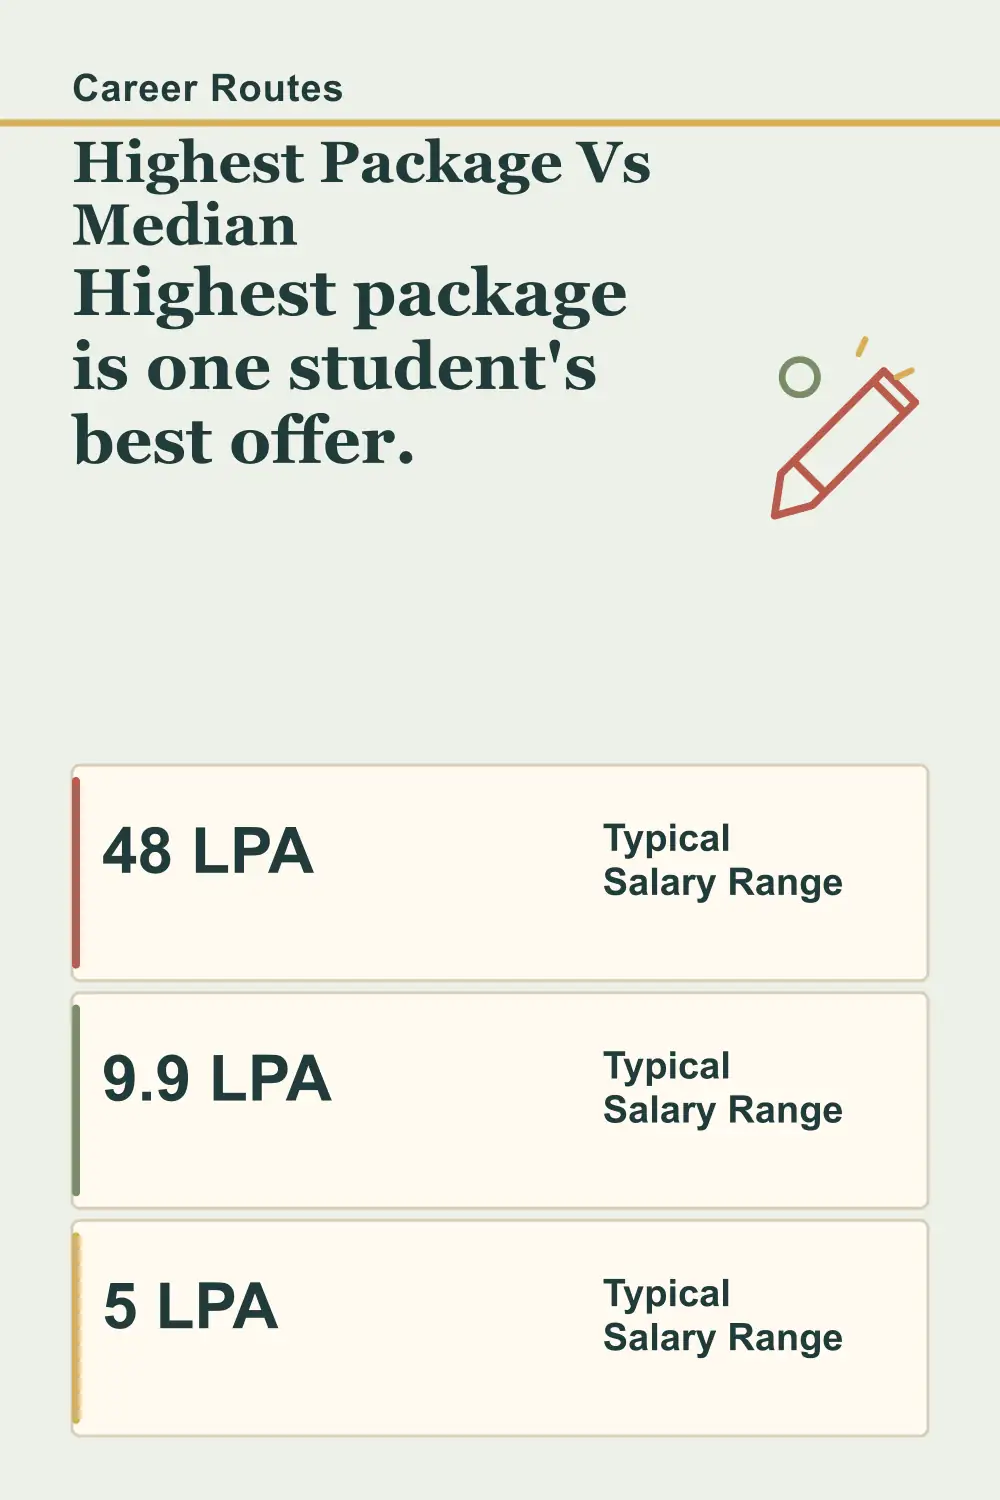 Career Routes
Highest Package Vs
Median
Highest package
is one student's
best offer.
48 LPA
Typical
Salary Range
9.9 LPA
Typical
Salary Range
5 LPA
Typical
Salary Range